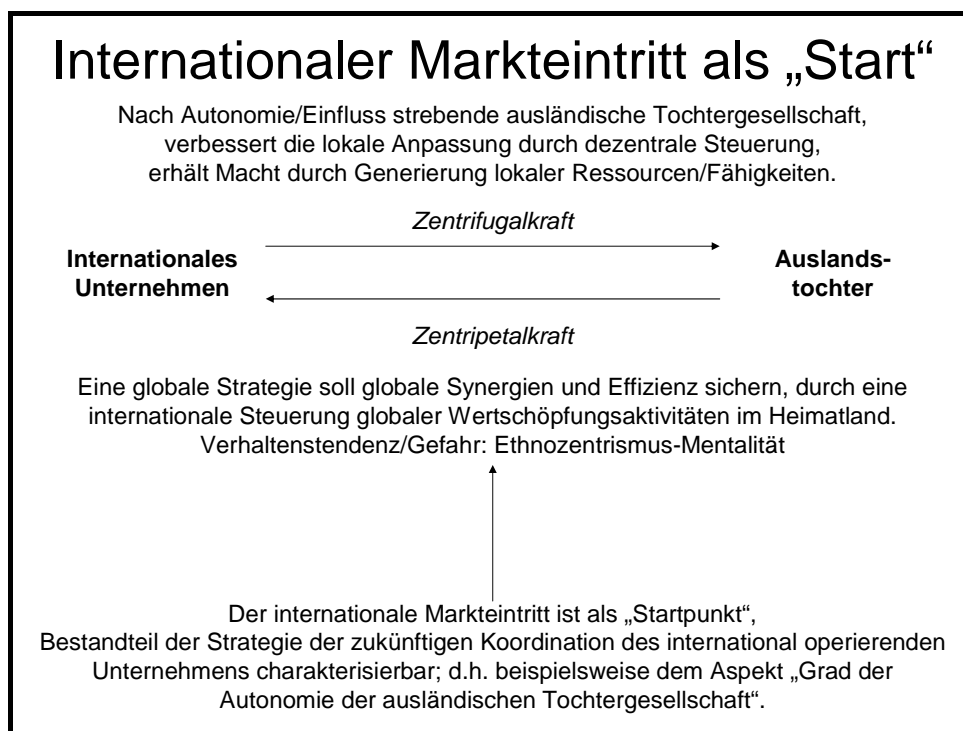 Internationaler Markteintritt als „Start“
Nach Autonomie/Einfluss strebende ausländische Tochtergesellschaft,
verbessert die lokale Anpassung durch dezentrale Steuerung,
erhält Macht durch Generierung lokaler Ressourcen/Fähigkeiten.
Zentrifugalkraft
Internationales
Unternehmen
Auslands-
tochter
Zentripetalkraft
Eine globale Strategie soll globale Synergien und Effizienz sichern, durch eine
internationale Steuerung globaler Wertschöpfungsaktivitäten im Heimatland.
Verhaltenstendenz/Gefahr: Ethnozentrismus-Mentalität
Der internationale Markteintritt ist als „Startpunkt“,
Bestandteil der Strategie der zukünftigen Koordination des international operierenden
Unternehmens charakterisierbar; d.h. beispielsweise dem Aspekt „Grad der
Autonomie der ausländischen Tochtergesellschaft“.